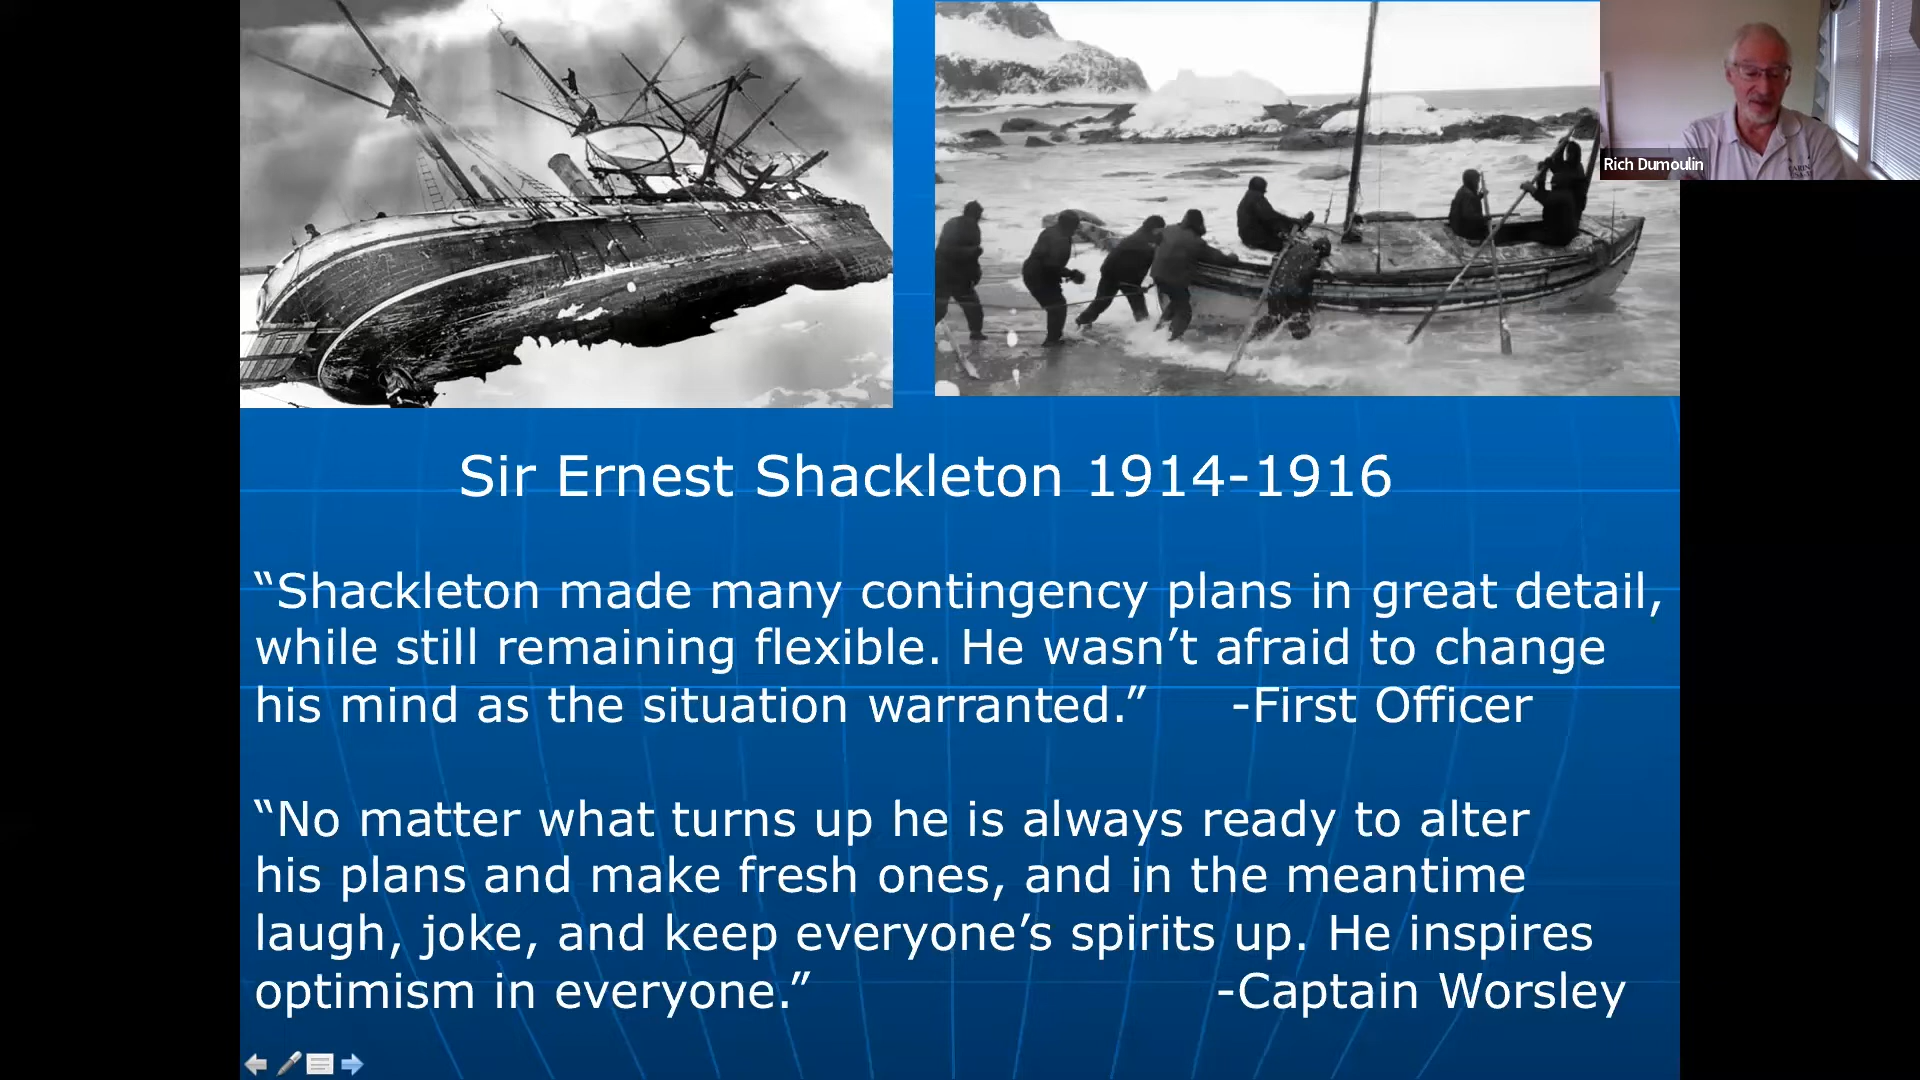 Rich Dumoulin
Sir Ernest Shackleton 1914-1916
“Shackleton made many contingency plans in great detail,
while still remaining flexible. He wasn’t afraid to change
his mind as the situation warranted.” -First Officer
“No matter what turns up he is always ready to alter
his plans and make fresh ones, and in the meantime
laugh, joke, and keep everyone’s spirits up. He inspires
optimism in everyone.” -Captain Worsley